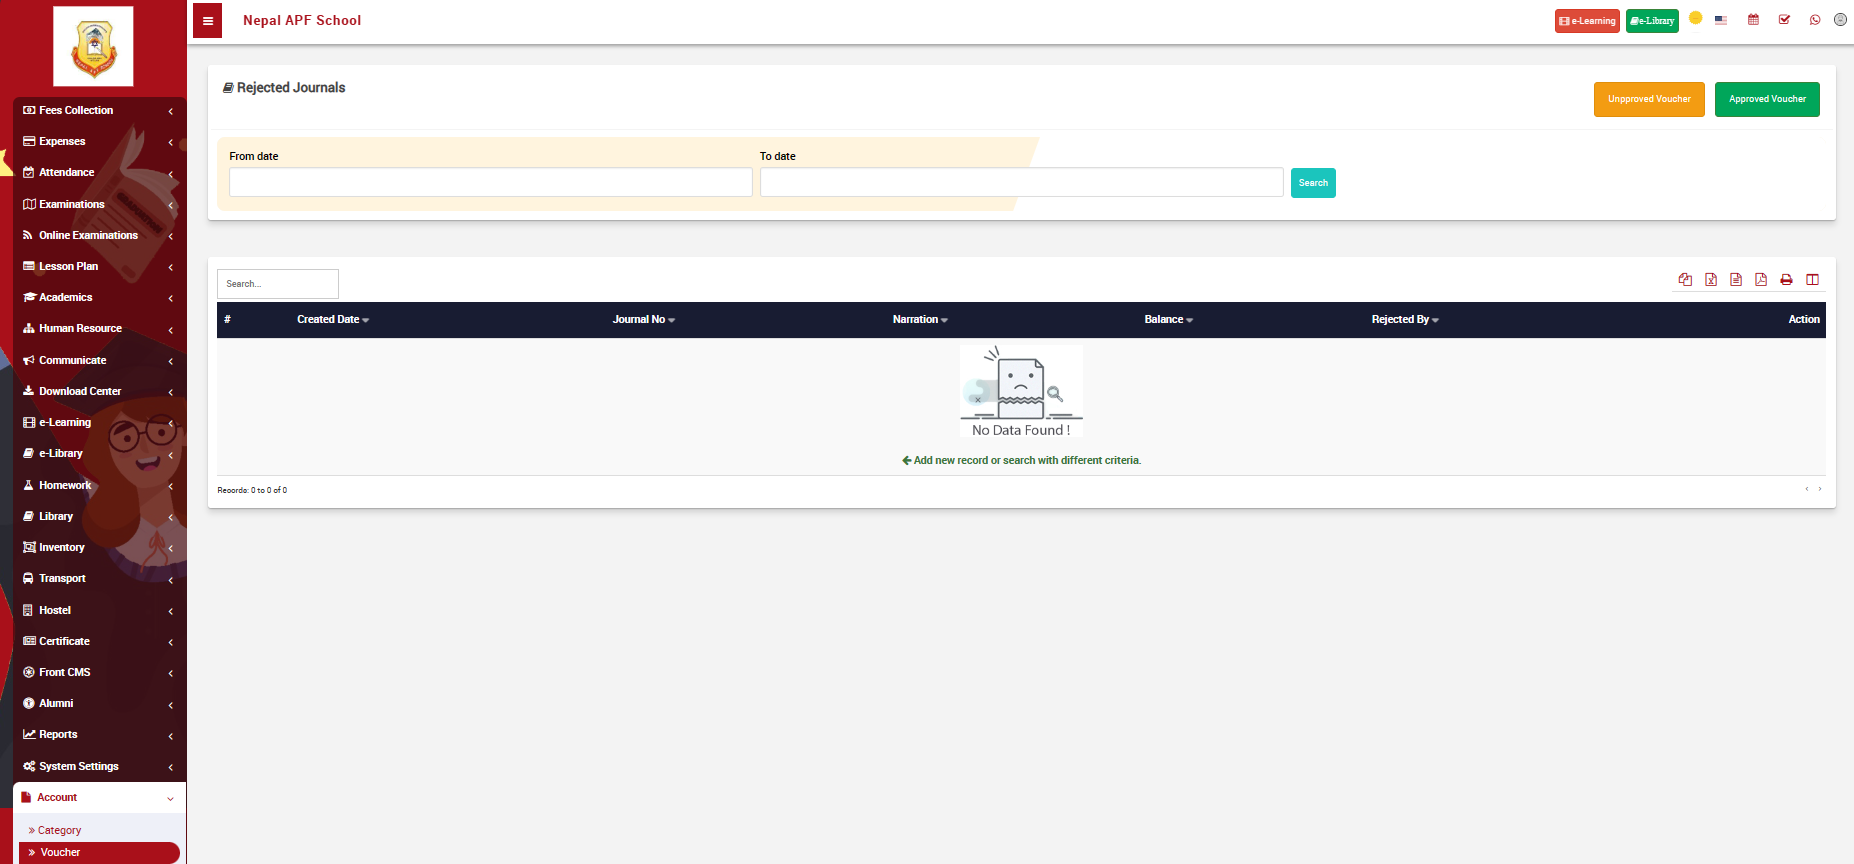 Nepal APF School
e-Learning
e-Library
Fees Collection
Expenses
Attendance
Examinations
Online Examinations
Lesson Plan
Academics
Human Resource
Communicate
Download Center
e-Learning
e-Library
Homework
Library
Inventory
Transport
Hostel
Certificate
Front CMS
Alumni
Reports
System Settings
Account
» Category
» Voucher
Rejected Journals
Unpproved Voucher
Approved Voucher
From date
To date
Search
Search...
# Created Date Journal No Narration Balance Rejected By Action
No Data Found !
Add new record or search with different criteria.
Records: 0 to 0 of 0